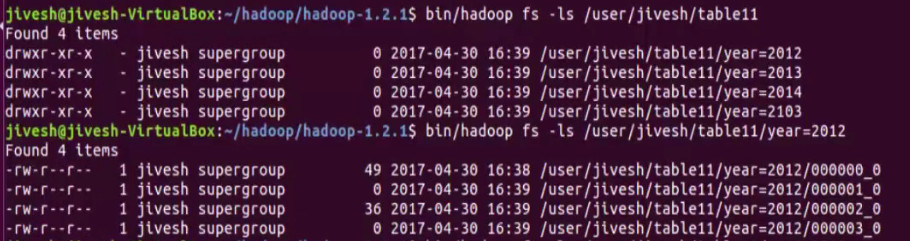 jivesh@jivesh-VirtualBox:~/hadoop/hadoop-1.2.1$ bin/hadoop fs -ls /user/jivesh/table11
Found 4 items
drwxr-xr-x   - jivesh supergroup          0 2017-04-30 16:39 /user/jivesh/table11/year=2012
drwxr-xr-x   - jivesh supergroup          0 2017-04-30 16:39 /user/jivesh/table11/year=2013
drwxr-xr-x   - jivesh supergroup          0 2017-04-30 16:39 /user/jivesh/table11/year=2014
drwxr-xr-x   - jivesh supergroup          0 2017-04-30 16:39 /user/jivesh/table11/year=2103
jivesh@jivesh-VirtualBox:~/hadoop/hadoop-1.2.1$ bin/hadoop fs -ls /user/jivesh/table11/year=2012
Found 4 items
-rw-r--r--   1 jivesh supergroup         49 2017-04-30 16:38 /user/jivesh/table11/year=2012/000000_0
-rw-r--r--   1 jivesh supergroup          0 2017-04-30 16:39 /user/jivesh/table11/year=2012/000001_0
-rw-r--r--   1 jivesh supergroup         36 2017-04-30 16:39 /user/jivesh/table11/year=2012/000002_0
-rw-r--r--   1 jivesh supergroup          0 2017-04-30 16:39 /user/jivesh/table11/year=2012/000003_0